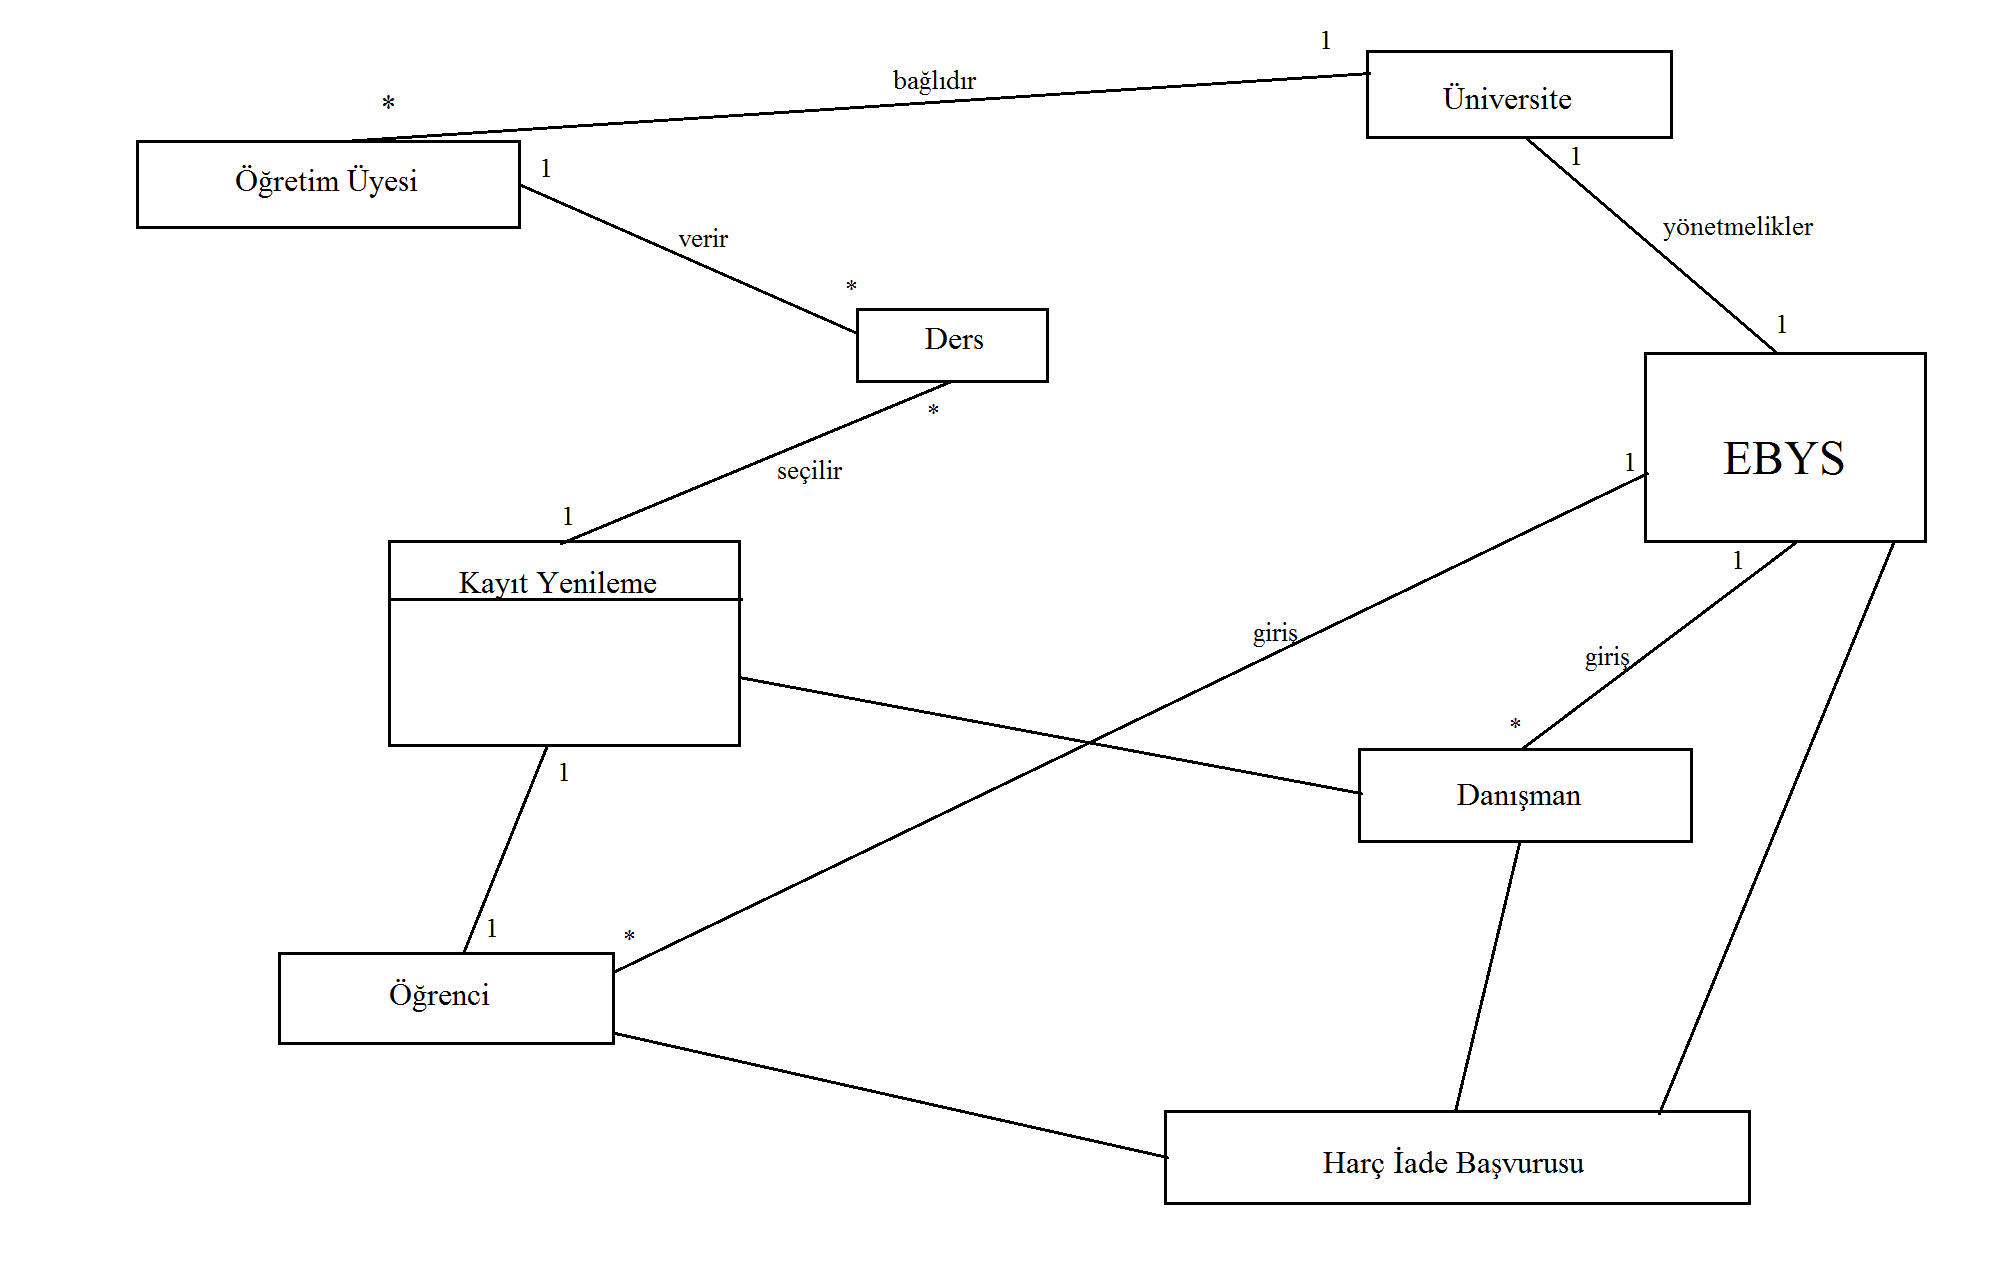 1
bağlıdır
Üniversite
*
Öğretim Üyesi
1
1
yönetmelikler
verir
*
1
Ders
*
EBYS
1
seçilir
1
1
Kayıt Yenileme
giriş
giriş
*
1
Danışman
1
*
Öğrenci
Harç İade Başvurusu